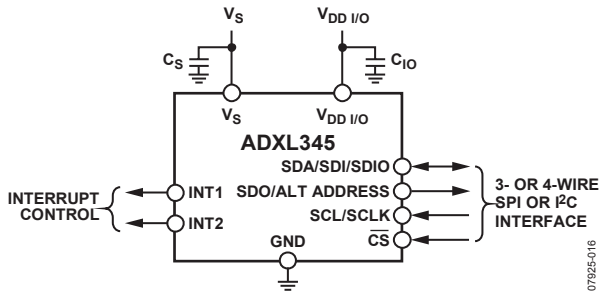 VS
VDD I/O
CS
CIO
VS
VDD I/O
ADXL345
SDA/SDI/SDIO
SDO/ALT ADDRESS
SCL/SCLK
CS
INT1
INT2
GND
INTERRUPT
CONTROL
3- OR 4-WIRE
SPI OR I2C
INTERFACE
07925-016